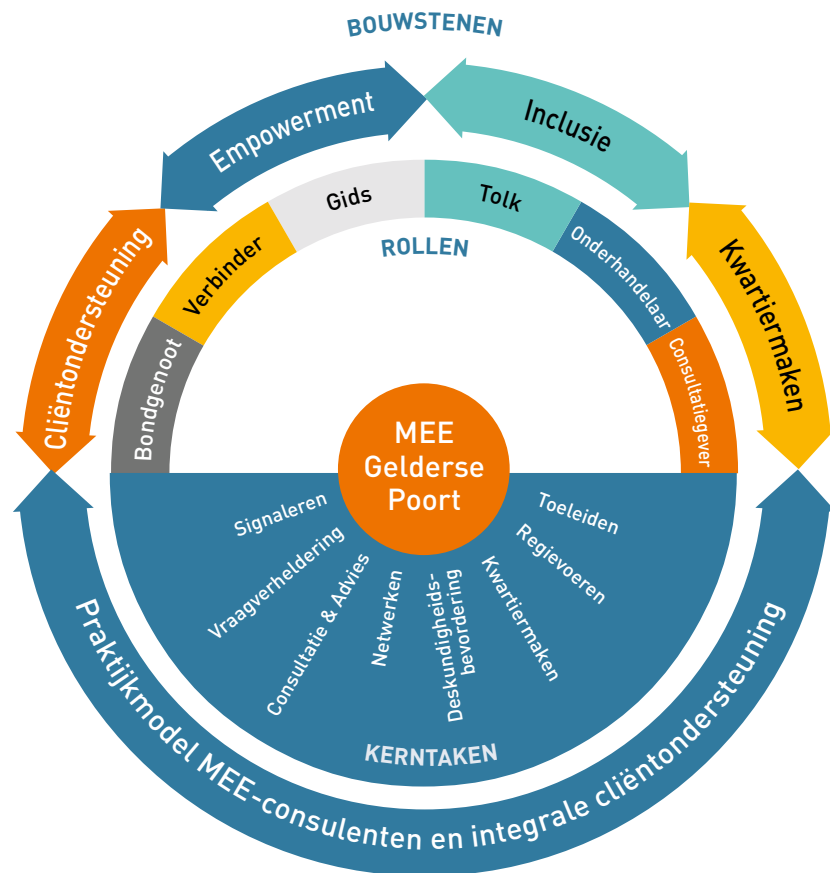 BOUWSTENEN
Cliëntondersteuning
Empowerment
Inclusie
Kwartiermaken
Bondgenoot
Verbinder
Gids
Tolk
Onderhandelaar
Consultatiegever
ROLLEN
MEE
Gelderse
Poort
Signaleren
Vraagverheldering
Consultatie & Advies
Netwerken
Deskundigheids-
bevordering
Kwartiermaken
Regievoeren
Toeleiden
KERNTAKEN
Praktijkmodel MEE-consulenten en integrale cliëntondersteuning